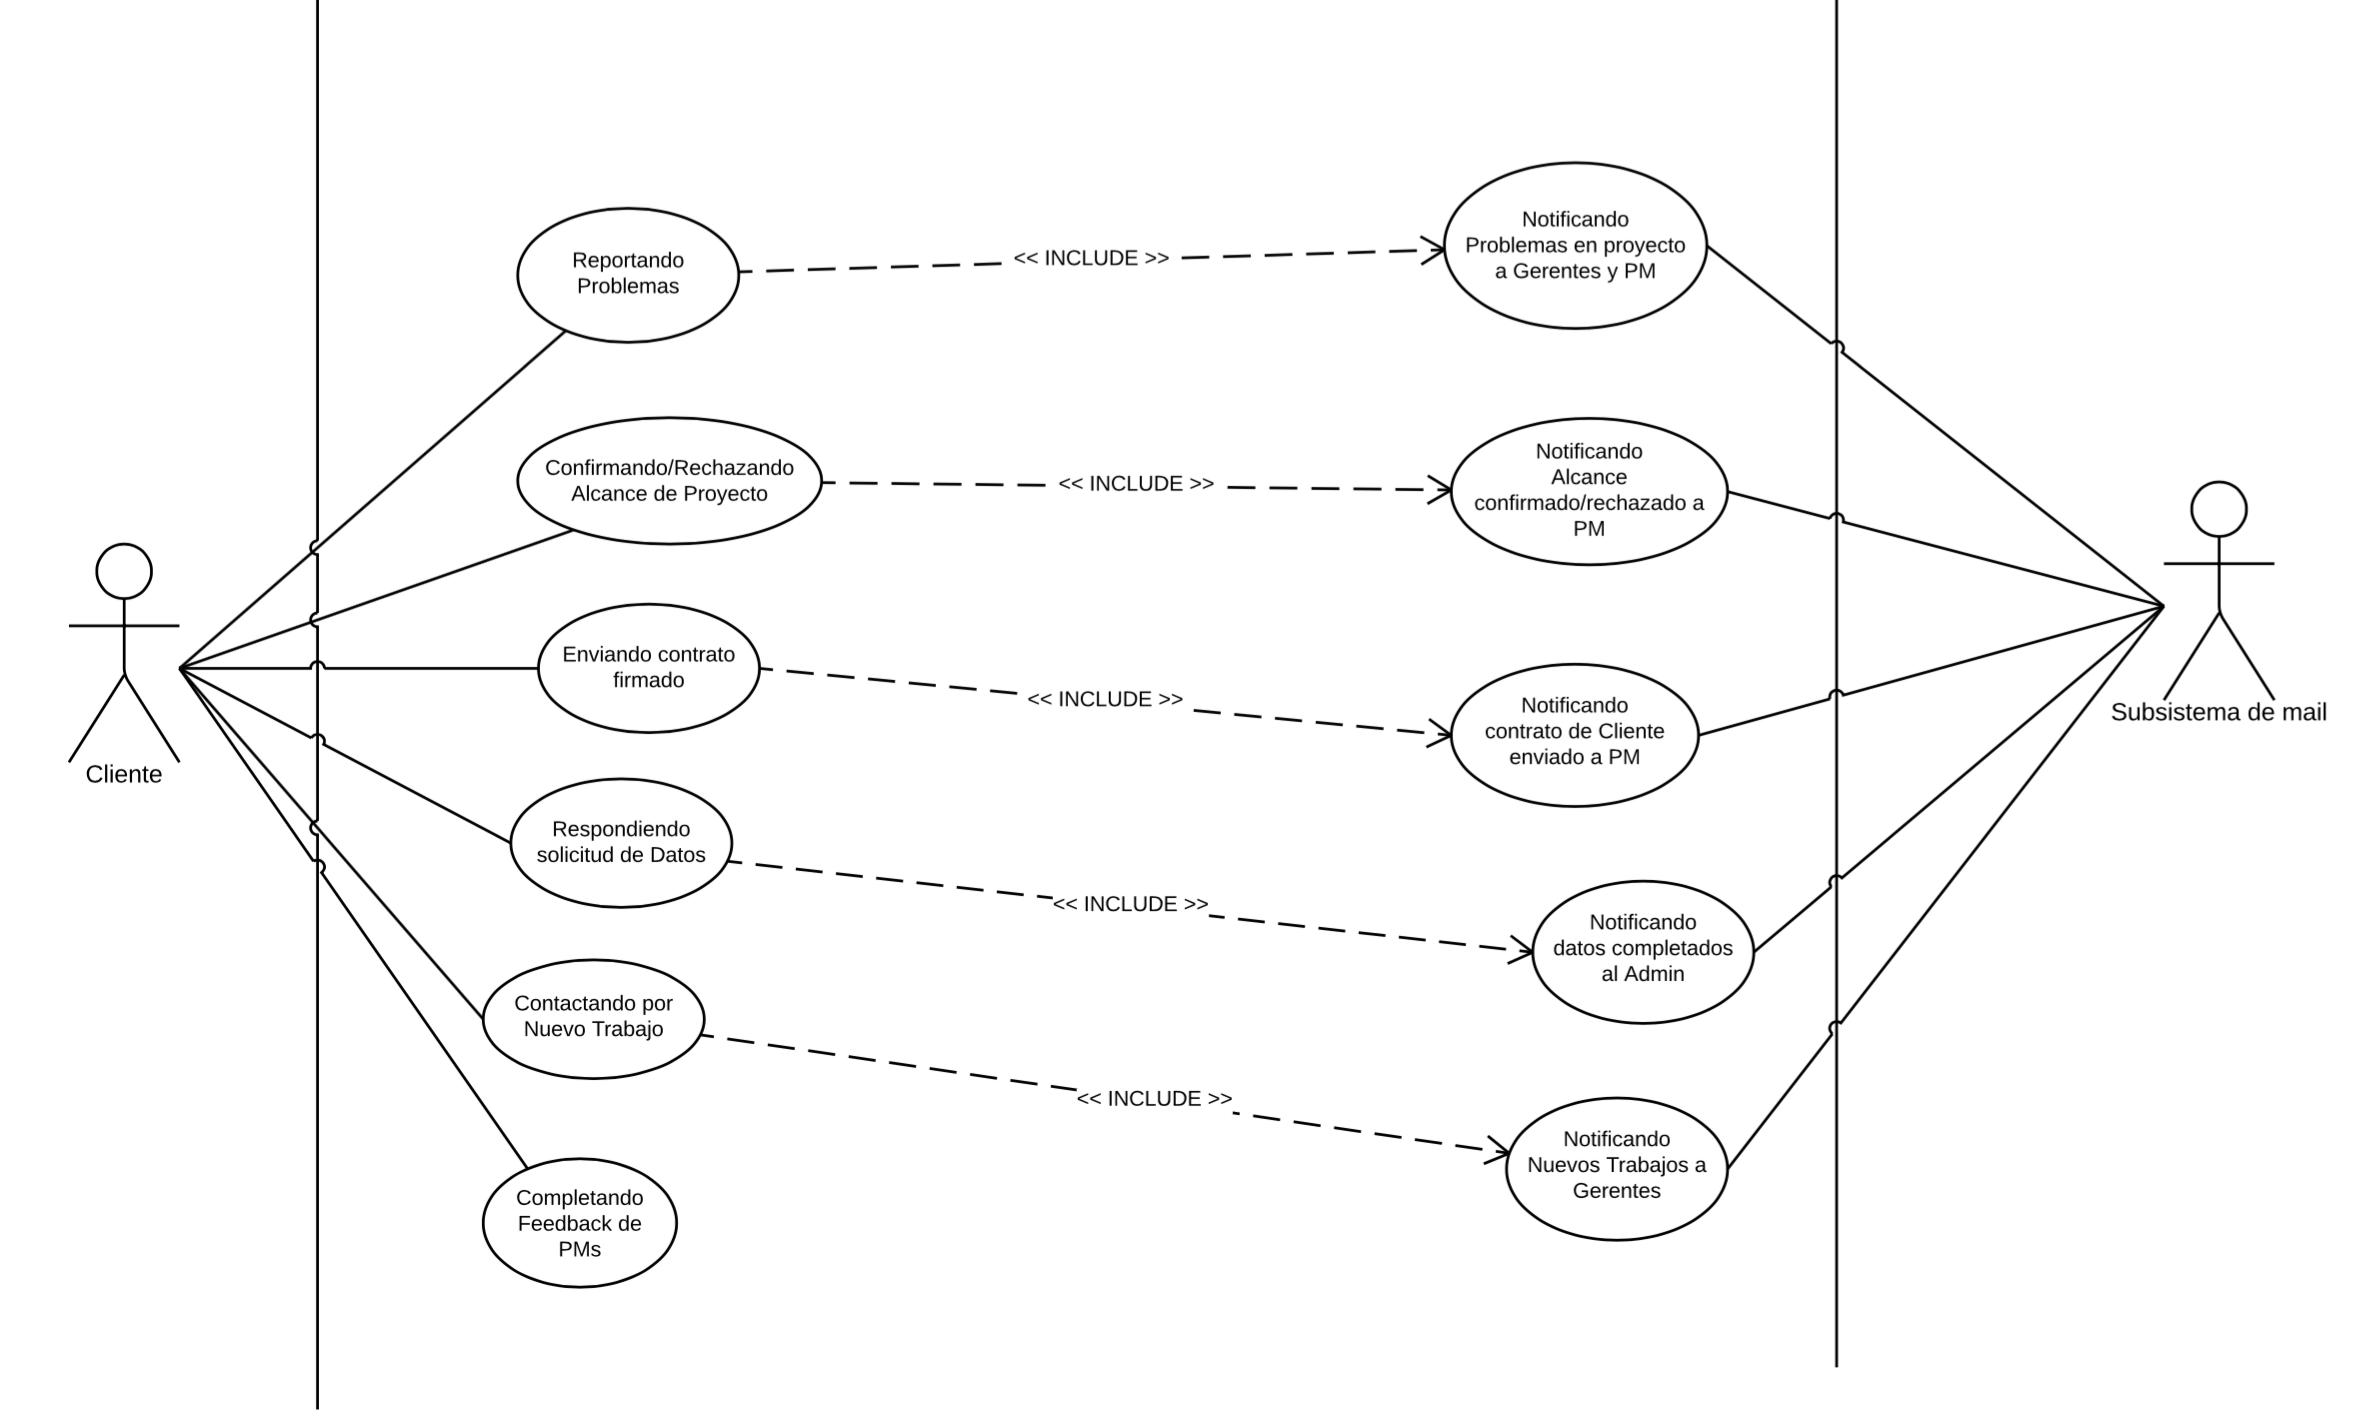 Reportando
Problemas
<< INCLUDE >>
Notificando
Problemas en proyecto
a Gerentes y PM
Confirmando/Rechazando
Alcance de Proyecto
<< INCLUDE >>
Notificando
Alcance
confirmado/rechazado a
PM
Cliente
Enviando contrato
firmado
<< INCLUDE >>
Notificando
contrato de Cliente
enviado a PM
Subsistema de mail
Respondiendo
solicitud de Datos
<< INCLUDE >>
Notificando
datos completados
al Admin
Contactando por
Nuevo Trabajo
<< INCLUDE >>
Notificando
Nuevos Trabajos a
Gerentes
Completando
Feedback de
PMs